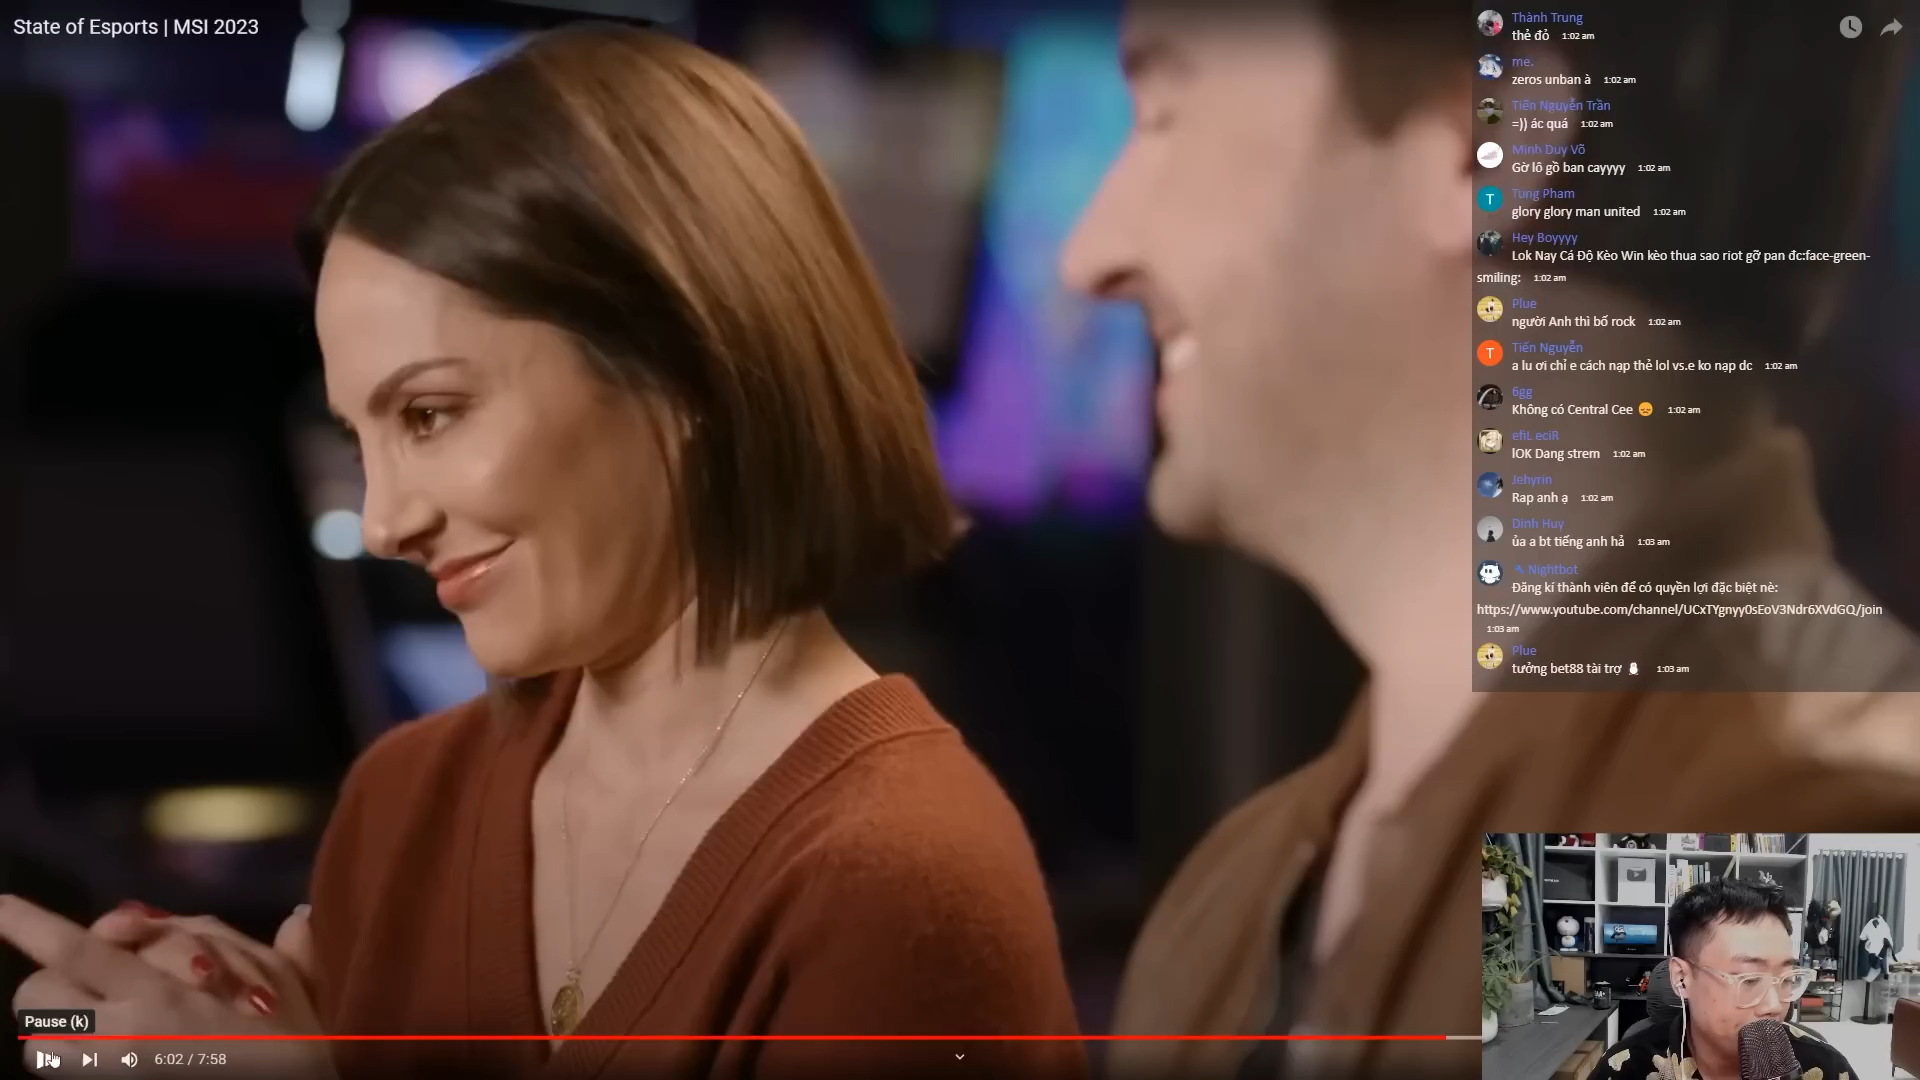 State of Esports | MSI 2023
Thành Trung
thẻ đỏ 1:02 am
me.
zeros unban à 1:02 am
Tiến Nguyễn Trần
=)) ác quá 1:02 am
Minh Duy Võ
Gờ lô gồ ban cayyyy 1:02 am
Tung Pham
glory glory man united 1:02 am
Hey Boyyyy
Lok Nay Cá Độ Kèo Win kèo thua sao riot gỡ pan đc:face-green-
smiling: 1:02 am
Plue
người Anh thì bố rock 1:02 am
Tiến Nguyễn
a lu ơi chỉ e cách nạp thẻ lol vs.e ko nạp dc 1:02 am
6gg
Không có Central Cee 😞 1:02 am
efiL eciR
lOK Dang strem 1:02 am
Jehyrin
Rap anh ạ 1:02 am
Dinh Huy
ủa a bt tiếng anh hả 1:03 am
Nightbot
Đăng kí thành viên để có quyền lợi đặc biệt nè:
https://www.youtube.com/channel/UCxTYgnyy0sEoV3Ndr6XVdGQ/join
1:03 am
Plue
tưởng bet88 tài trợ 1:03 am
Pause (k)
6:02 / 7:58